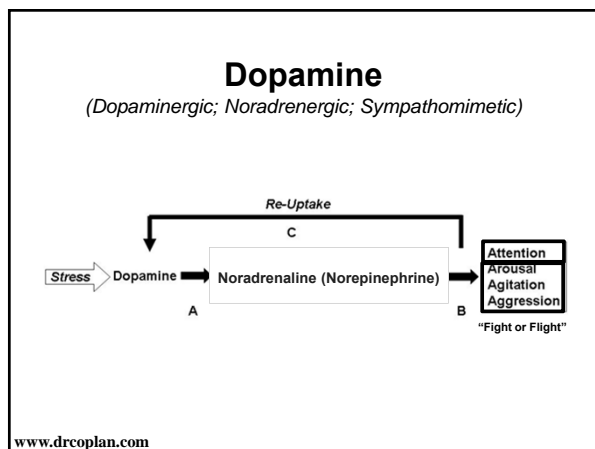 Dopamine
(Dopaminergic; Noradrenergic; Sympathomimetic)
Re-Uptake
C
Stress
Dopamine
A
Noradrenaline (Norepinephrine)
B
Attention
Arousal
Agitation
Aggression
“Fight or Flight”
www.drcoplan.com